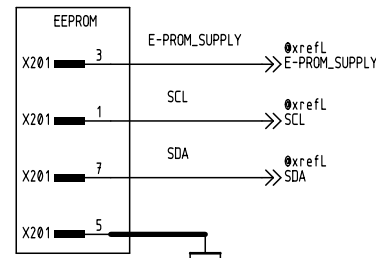 EEPROM
E-PROM_SUPPLY
X201 3 @xrefL
E-PROM_SUPPLY
SCL
X201 1 @xrefL
SCL
SDA
X201 7 @xrefL
SDA
X201 5